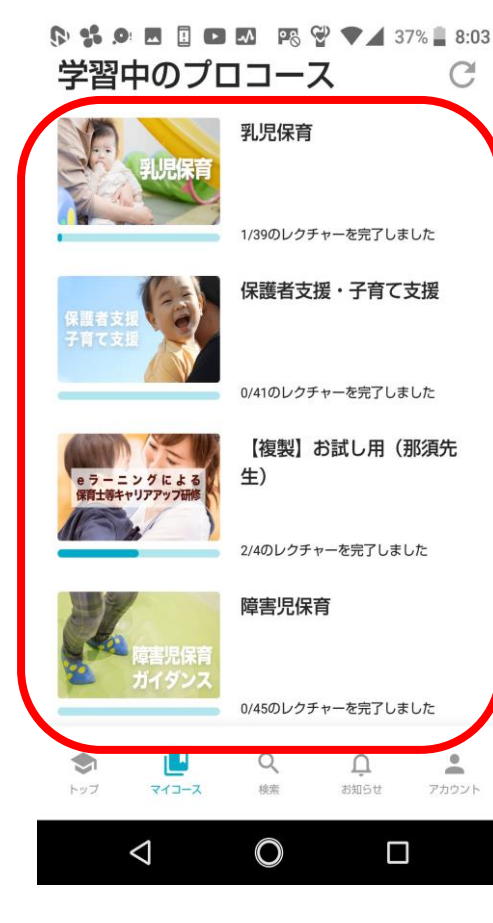 37% 8:03
学習中のプロコース
乳児保育
乳児保育
1/39のレクチャーを完了しました
保護者支援
子育て支援
保護者支援・子育て支援
0/41のレクチャーを完了しました
eラーニングによる
保育士等キャリアアップ研修
【複製】お試し用（那須先
生）
2/4のレクチャーを完了しました
障害児保育
ガイダンス
障害児保育
0/45のレクチャーを完了しました
トップ マイコース 検索 お知らせ アカウント